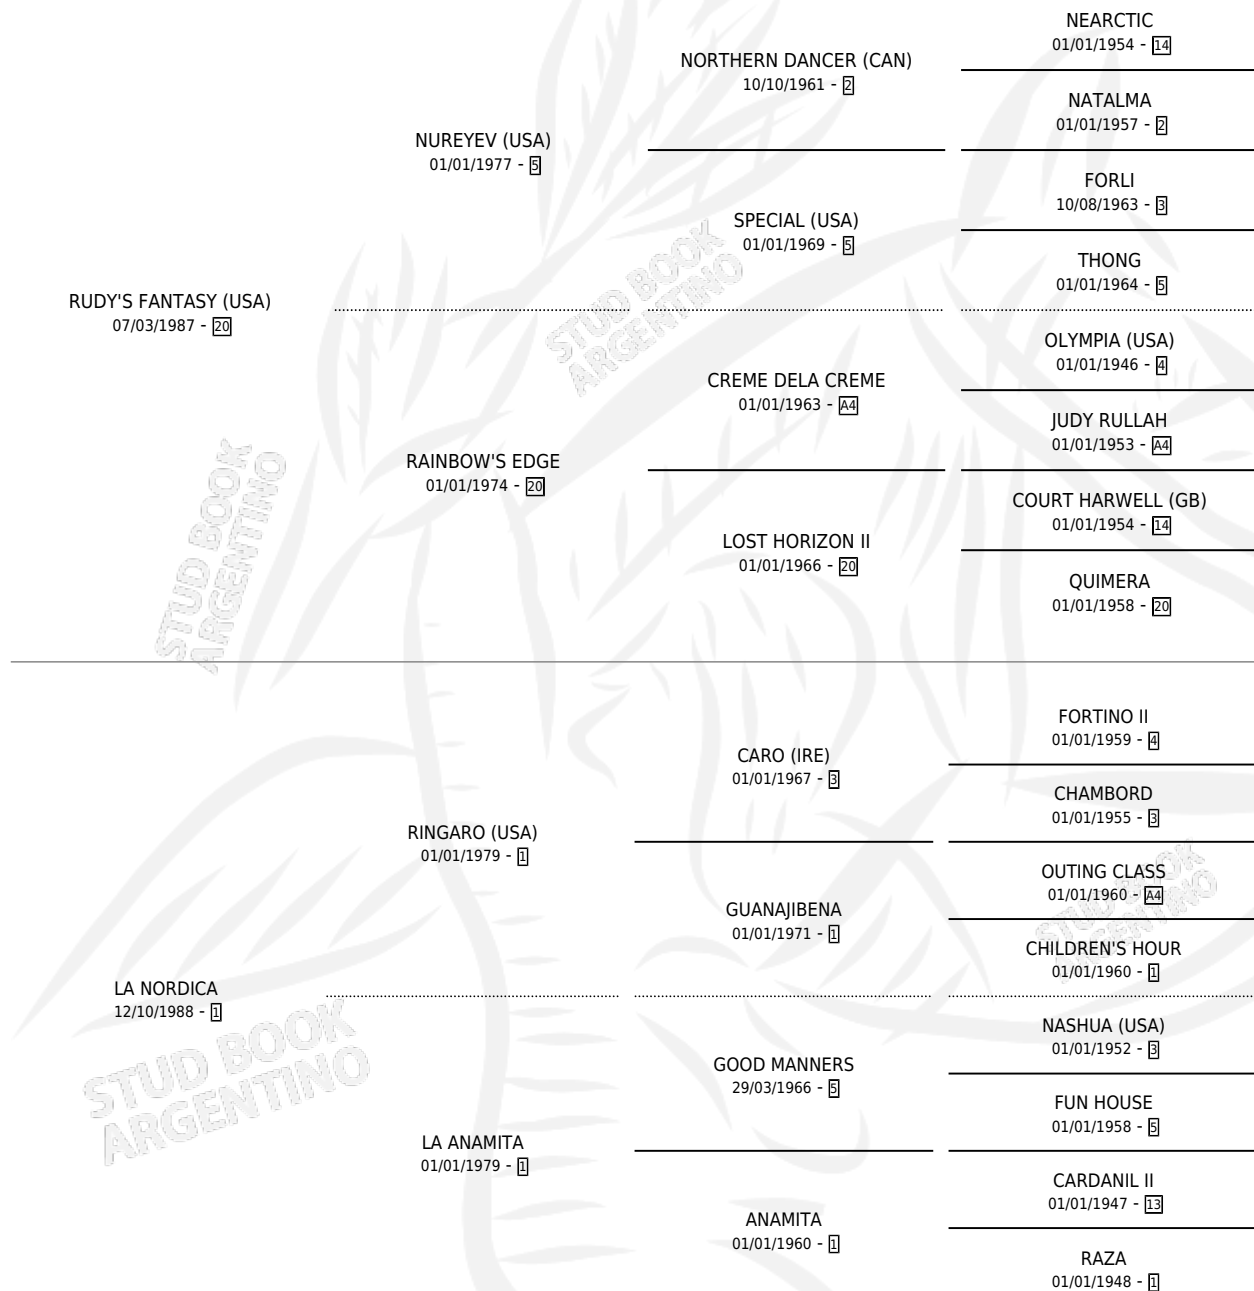 NEARCTIC
01/01/1954 - 14
NORTHERN DANCER (CAN)
10/10/1961 - 2
NATALMA
01/01/1957 - 2
NUREYEV (USA)
01/01/1977 - 5
FORLI
10/08/1963 - 3
SPECIAL (USA)
01/01/1969 - 5
THONG
01/01/1964 - 5
RUDY'S FANTASY (USA)
07/03/1987 - 20
OLYMPIA (USA)
01/01/1946 - 4
CREME DELA CREME
01/01/1963 - A4
JUDY RULLAH
01/01/1953 - A4
RAINBOW'S EDGE
01/01/1974 - 20
COURT HARWELL (GB)
01/01/1954 - 14
LOST HORIZON II
01/01/1966 - 20
QUIMERA
01/01/1958 - 20
FORTINO II
01/01/1959 - 4
CARO (IRE)
01/01/1967 - 3
CHAMBORD
01/01/1955 - 3
RINGARO (USA)
01/01/1979 - 1
OUTING CLASS
01/01/1960 - A4
GUANAJIBENA
01/01/1971 - 1
CHILDREN'S HOUR
01/01/1960 - 1
LA NORDICA
12/10/1988 - 1
NASHUA (USA)
01/01/1952 - 3
GOOD MANNERS
29/03/1966 - 5
FUN HOUSE
01/01/1958 - 5
LA ANAMITA
01/01/1979 - 1
CARDANIL II
01/01/1947 - 13
ANAMITA
01/01/1960 - 1
RAZA
01/01/1948 - 1
STUD BOOK
ARGENTINO
STUD BOOK
ARGENTINO
STUD BOOK
ARGENTINO
STUD BOOK
ARGENTINO